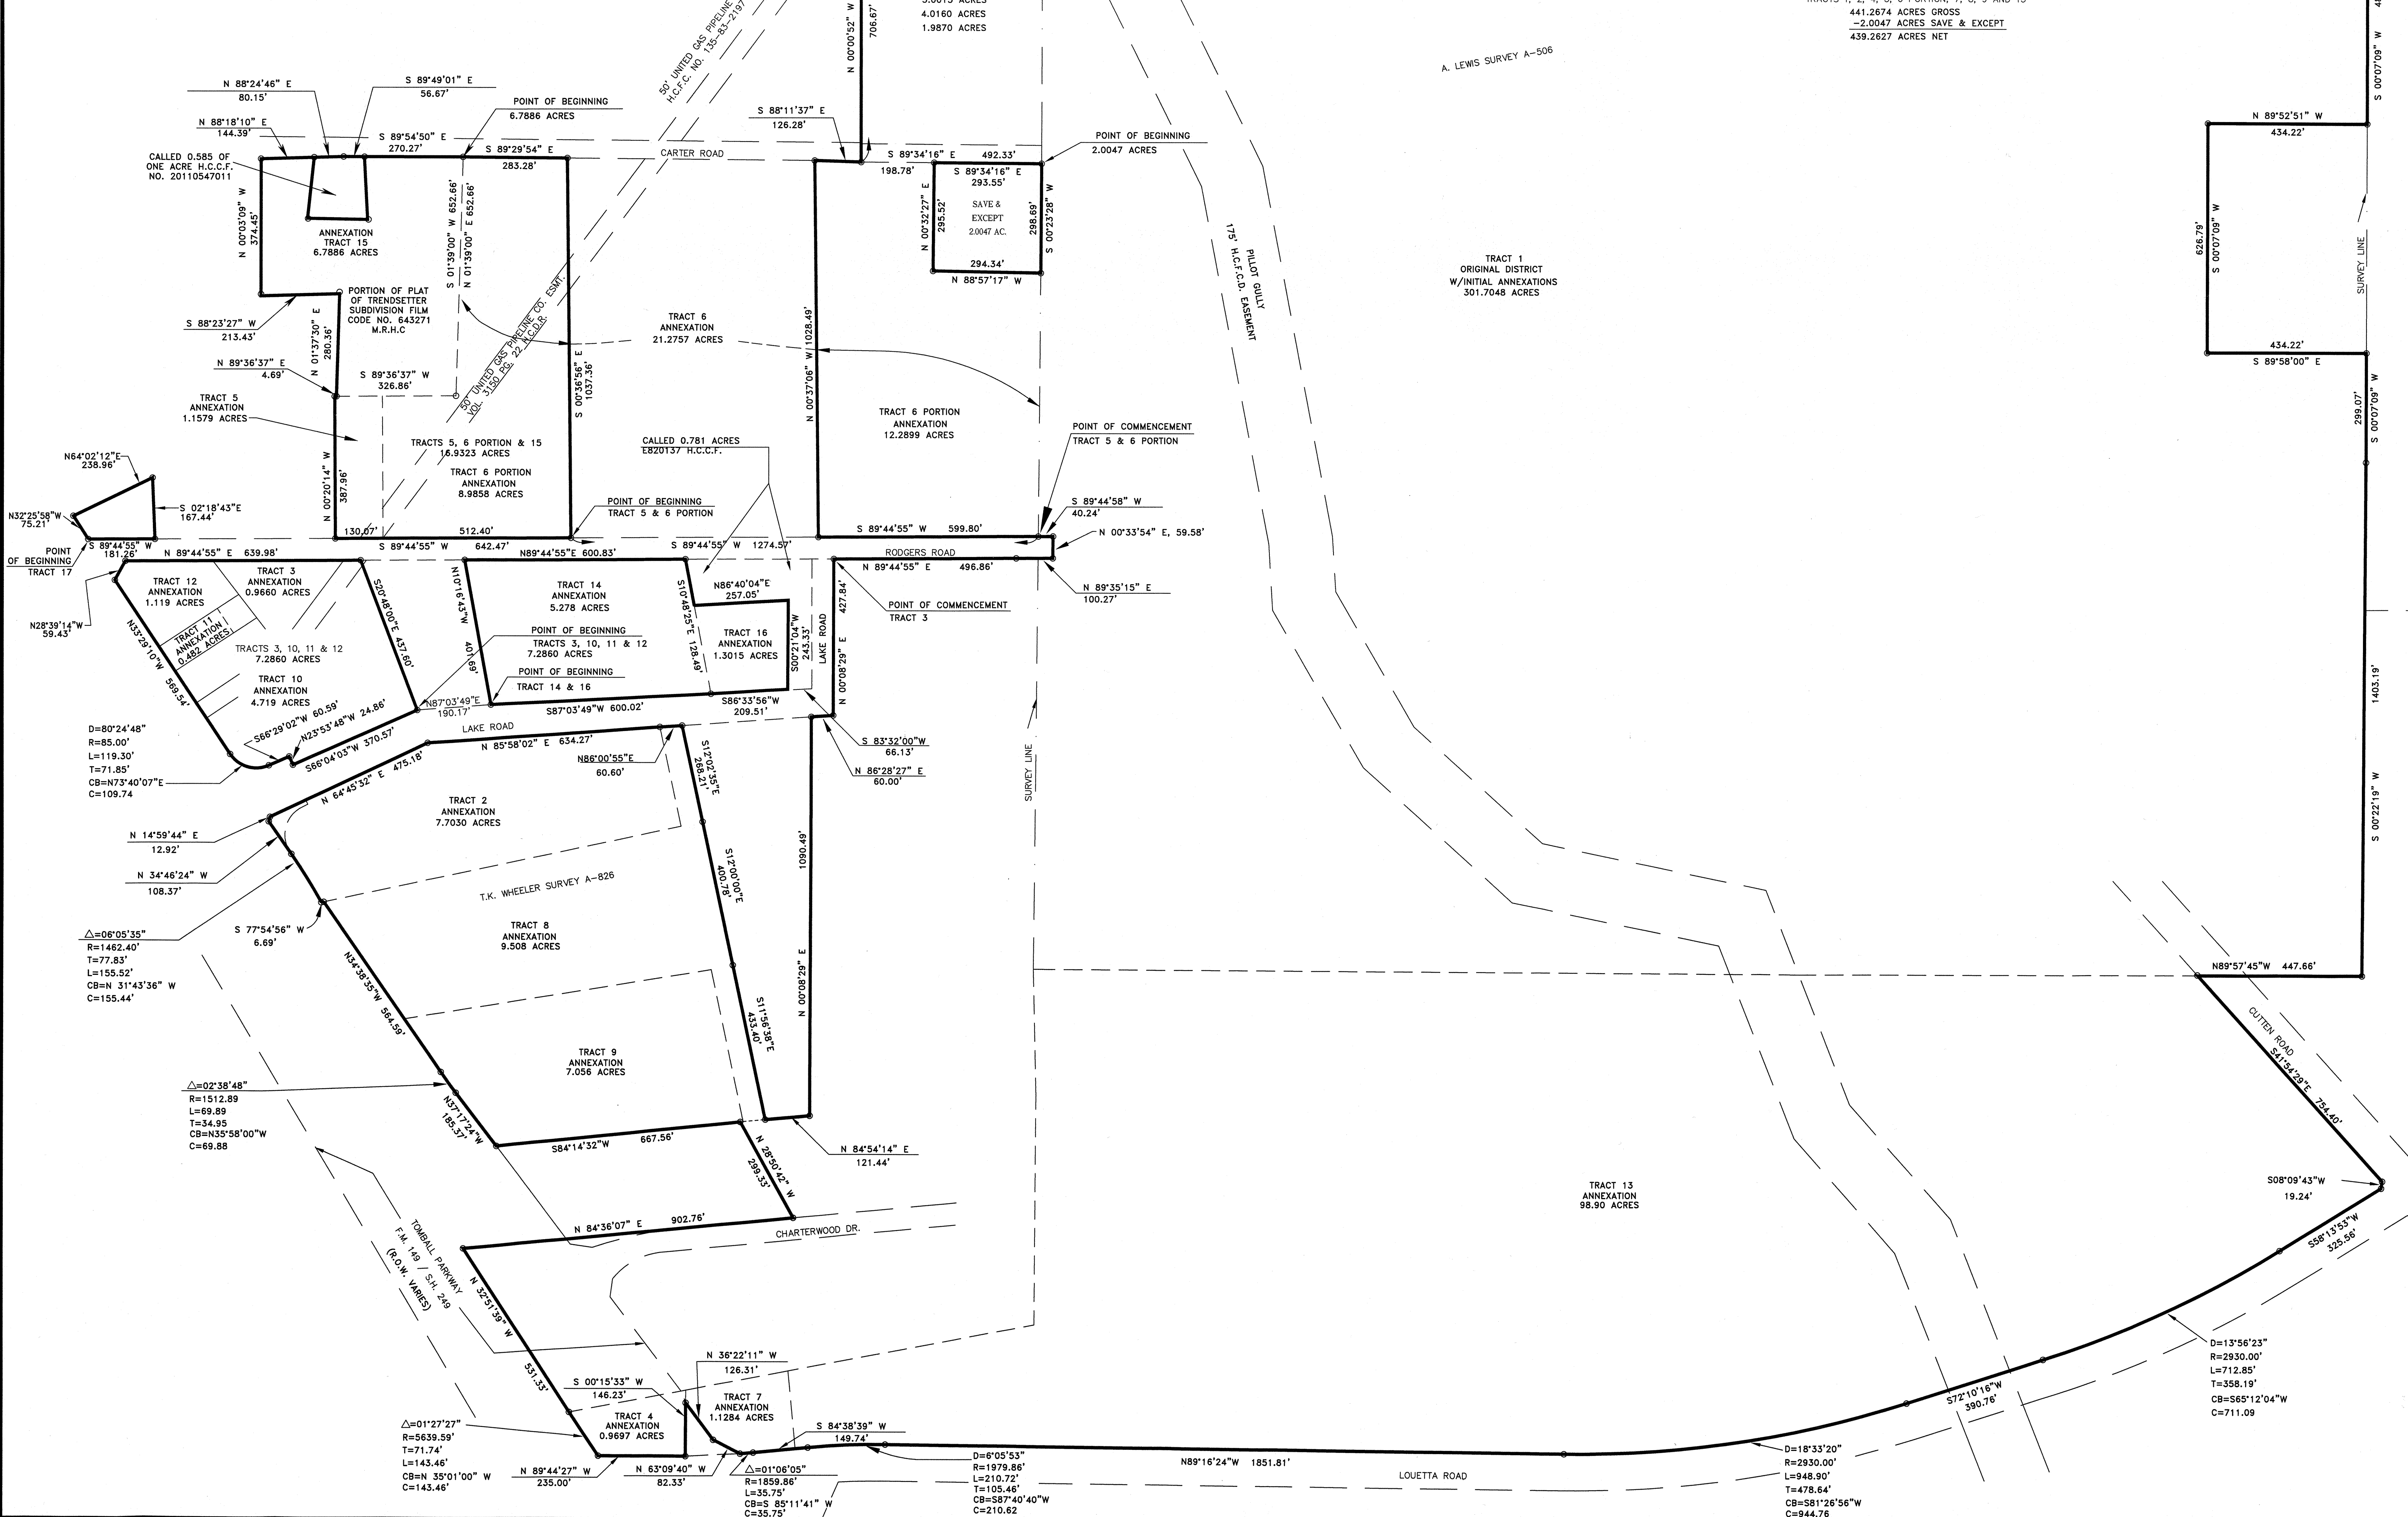 50' UNITED GAS PIPELINE
H.C.F.C. NO. 135-83-2197
N 00°00'52" W
706.67'
4.0160 ACRES
1.9870 ACRES
441.2674 ACRES GROSS
-2.0047 ACRES SAVE & EXCEPT
439.2627 ACRES NET
A. LEWIS SURVEY A-506
S 00°07'09" W
N 88°24'46" E
80.15'
S 89°49'01" E
56.67'
POINT OF BEGINNING
6.7886 ACRES
N 88°18'10" E
144.39'
S 89°54'50" E
270.27'
S 89°29'54" E
283.28'
CARTER ROAD
S 88°11'37" E
126.28'
S 89°34'16" E 492.33'
198.78'
POINT OF BEGINNING
2.0047 ACRES
N 89°52'51" W
434.22'
CALLED 0.585 OF
ONE ACRE H.C.C.F.
NO. 20110547011
N 00°03'09" W
374.45'
ANNEXATION
TRACT 15
6.7886 ACRES
S 01°39'00" W 652.66'
N 01°39'00" E 652.66'
S 89°34'16" E
293.55'
SAVE &
EXCEPT
2.0047 AC.
N 00°32'27" E
295.52'
298.69'
S 00°23'28" W
294.34'
N 88°57'17" W
PILLOT GULLY
175' H.C.F.C.D. EASEMENT
TRACT 1
ORIGINAL DISTRICT
W/INITIAL ANNEXATIONS
301.7048 ACRES
626.79'
S 00°07'09" W
SURVEY LINE
PORTION OF PLAT
OF TRENDSETTER
SUBDIVISION FILM
CODE NO. 643271
M.R.H.C
S 88°23'27" W
213.43'
N 01°37'30" E
280.36'
N 89°36'37" E
4.69'
S 89°36'37" W
326.86'
50' UNITED GAS PIPELINE CO. ESMT.
VOL. 3150 PG. 22 H.C.D.R.
S 00°36'56" E
1037.36'
TRACT 6
ANNEXATION
21.2757 ACRES
N 00°37'06" W 1028.49'
434.22'
S 89°58'00" E
299.07'
S 00°07'09" W
TRACT 5
ANNEXATION
1.1579 ACRES
TRACTS 5, 6 PORTION & 15
16.9323 ACRES
TRACT 6 PORTION
ANNEXATION
8.9858 ACRES
CALLED 0.781 ACRES
E820137 H.C.C.F.
TRACT 6 PORTION
ANNEXATION
12.2899 ACRES
POINT OF COMMENCEMENT
TRACT 5 & 6 PORTION
N64°02'12"E
238.96'
N32°25'58"W
75.21'
S 02°18'43"E
167.44'
N 00°20'14" W
387.96'
POINT OF BEGINNING
TRACT 5 & 6 PORTION
S 89°44'58" W
40.24'
N 00°33'54" E, 59.58'
130.07'
512.40'
S 89°44'55" W 599.80'
POINT
OF BEGINNING
TRACT 17
S 89°44'55" W
181.26'
N 89°44'55" E 639.98'
S 89°44'55" W 642.47'
N89°44'55"E 600.83'
S 89°44'55" W 1274.57'
RODGERS ROAD
N 89°44'55" E 496.86'
N 89°35'15" E
100.27'
TRACT 12
ANNEXATION
1.119 ACRES
TRACT 3
ANNEXATION
0.9660 ACRES
TRACT 14
ANNEXATION
5.278 ACRES
N86°40'04"E
257.05'
N28°39'14"W
59.43'
N33°29'10"W
569.54'
TRACT 11
ANNEXATION
0.482 ACRES
S20°48'00"E 437.60'
N10°16'43"W
401.69'
S10°48'25"E 128.49'
TRACT 16
ANNEXATION
1.3015 ACRES
S00°21'04"W
243.33'
LAKE ROAD
N 00°08'29" E 427.84'
POINT OF COMMENCEMENT
TRACT 3
TRACTS 3, 10, 11 & 12
7.2860 ACRES
POINT OF BEGINNING
TRACTS 3, 10, 11 & 12
7.2860 ACRES
POINT OF BEGINNING
TRACT 14 & 16
TRACT 10
ANNEXATION
4.719 ACRES
N87°03'49"E
190.17'
S87°03'49"W 600.02'
S86°33'56"W
209.51'
S66°29'02"W 60.59'
N23°53'48"W 24.86'
S66°04'03"W 370.57'
LAKE ROAD
S 83°32'00"W
66.13'
N 86°28'27" E
60.00'
D=80°24'48"
R=85.00'
L=119.30'
T=71.85'
CB=N73°40'07"E
C=109.74
N 64°45'32" E 475.18'
N 85°58'02" E 634.27'
N86°00'55"E
60.60'
S12°02'35"E
268.21'
SURVEY LINE
1403.19'
S 00°22'19" W
TRACT 2
ANNEXATION
7.7030 ACRES
N 14°59'44" E
12.92'
N 34°46'24" W
108.37'
T.K. WHEELER SURVEY A-826
S12°00'00"E
400.78'
1090.49'
N 00°08'29" E
△=06°05'35"
R=1462.40'
T=77.83'
L=155.52'
CB=N 31°43'36" W
C=155.44'
S 77°54'56" W
6.69'
TRACT 8
ANNEXATION
9.508 ACRES
N34°38'35"W 564.59'
S11°56'38"E
433.40'
N89°57'45"W 447.66'
CUTTEN ROAD
S41°54'29"E 754.40'
TRACT 9
ANNEXATION
7.056 ACRES
△=02°38'48"
R=1512.89
L=69.89
T=34.95
CB=N35°58'00"W
C=69.88
N37°17'24"W
185.37'
S84°14'32"W 667.56'
N 28°50'42" W
299.33'
N 84°54'14" E
121.44'
TRACT 13
ANNEXATION
98.90 ACRES
S08°09'43"W
19.24'
S58°13'53"W
325.56'
TOMBALL PARKWAY
F.M. 149 / S.H. 249
(R.O.W. VARIES)
N 84°36'07" E 902.76'
CHARTERWOOD DR.
N 32°51'39" W
531.33'
N 36°22'11" W
126.31'
S 00°15'33" W
146.23'
TRACT 7
ANNEXATION
1.1284 ACRES
TRACT 4
ANNEXATION
0.9697 ACRES
S 84°38'39" W
149.74'
S72°10'16"W
390.76'
D=13°56'23"
R=2930.00'
L=712.85'
T=358.19'
CB=S65°12'04"W
C=711.09
△=01°27'27"
R=5639.59'
T=71.74'
L=143.46'
CB=N 35°01'00" W
C=143.46'
N 89°44'27" W
235.00'
N 63°09'40" W
82.33'
△=01°06'05"
R=1859.86'
L=35.75'
CB=S 85°11'41" W
C=35.75'
D=6°05'53"
R=1979.86'
L=210.72'
T=105.46'
CB=S87°40'40"W
C=210.62
N89°16'24"W 1851.81'
LOUETTA ROAD
D=18°33'20"
R=2930.00'
L=948.90'
T=478.64'
CB=S81°26'56"W
C=944.76